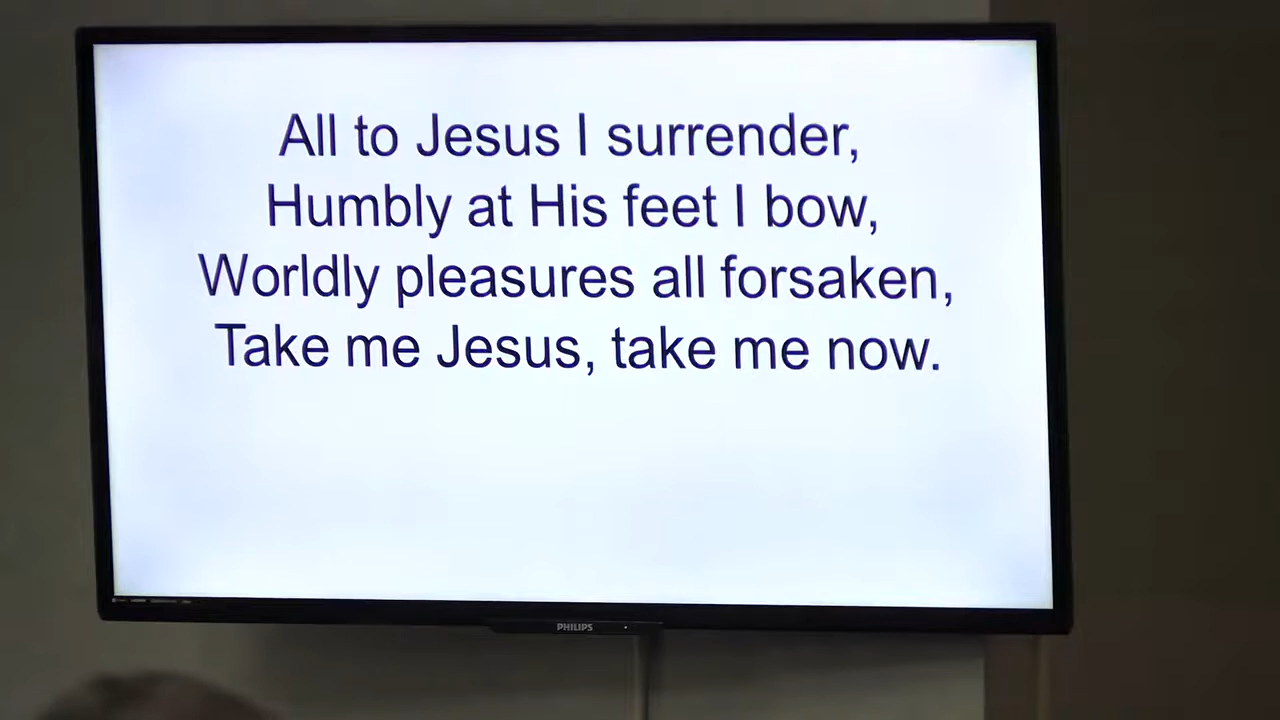 All to Jesus I surrender,
Humbly at His feet I bow,
Worldly pleasures all forsaken,
Take me Jesus, take me now.
PHILIPS